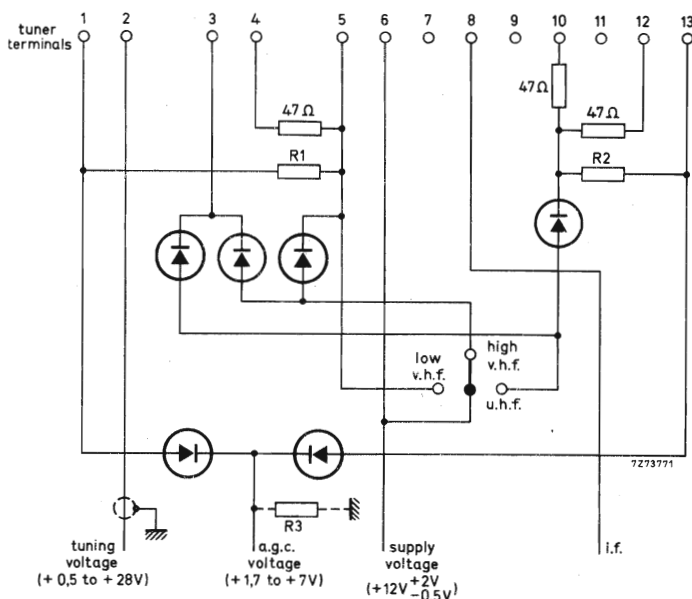 tuner terminals
1 2 3 4 5 6 7 8 9 10 11 12 13
47Ω
47Ω
47Ω
R1
R2
low v.h.f.
high v.h.f.
u.h.f.
7Z73771
R3
tuning voltage (+0,5 to +28V)
a.g.c. voltage (+1,7 to +7V)
supply voltage (+12V +2V -0.5V)
i.f.